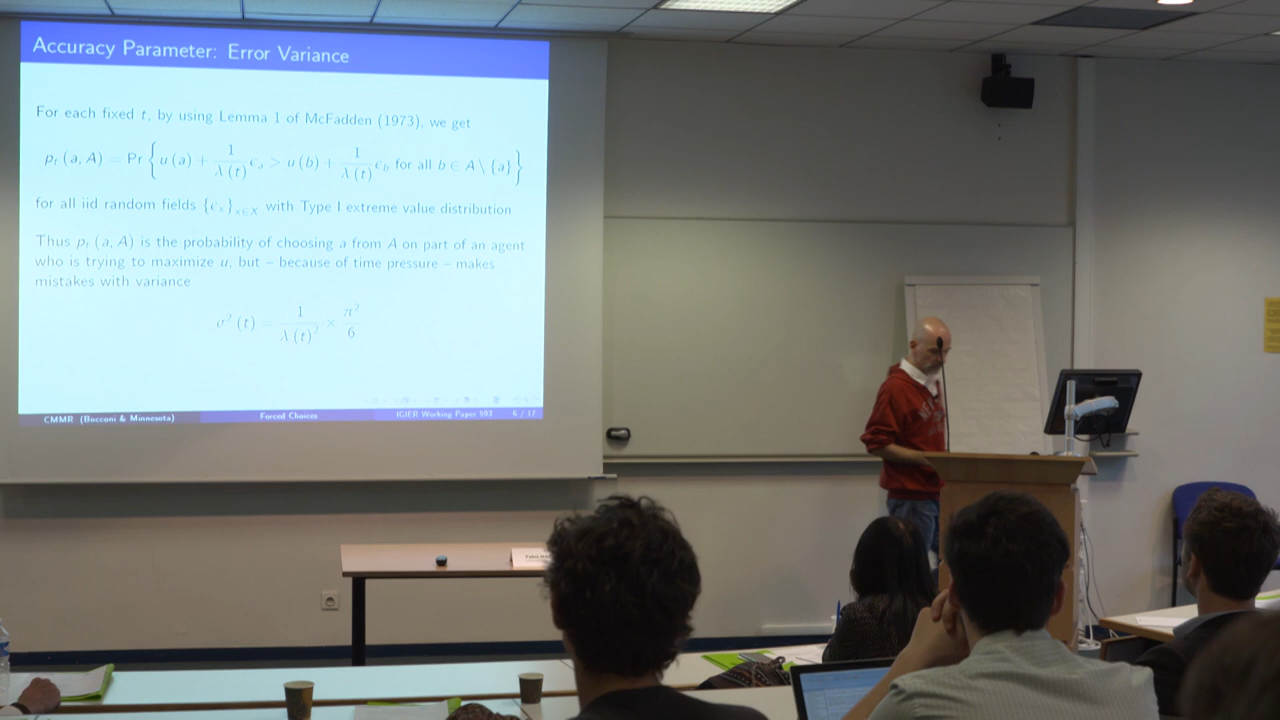 Accuracy Parameter: Error Variance
For each fixed t, by using Lemma 1 of McFadden (1973), we get
p_t (a, A) = Pr { u (a) + 1/λ(t) ϵ_a > u (b) + 1/λ(t) ϵ_b for all b ∈ A \ {a} }
for all iid random fields {ϵ_x}_{x∈X} with Type I extreme value distribution
Thus p_t (a, A) is the probability of choosing a from A on part of an agent
who is trying to maximize u, but – because of time pressure – makes
mistakes with variance
σ² (t) = 1/λ(t)² × π²/6
CMMR (Bocconi & Minnesota) Forced Choices IGIER Working Paper 593 6 / 17
Fabio